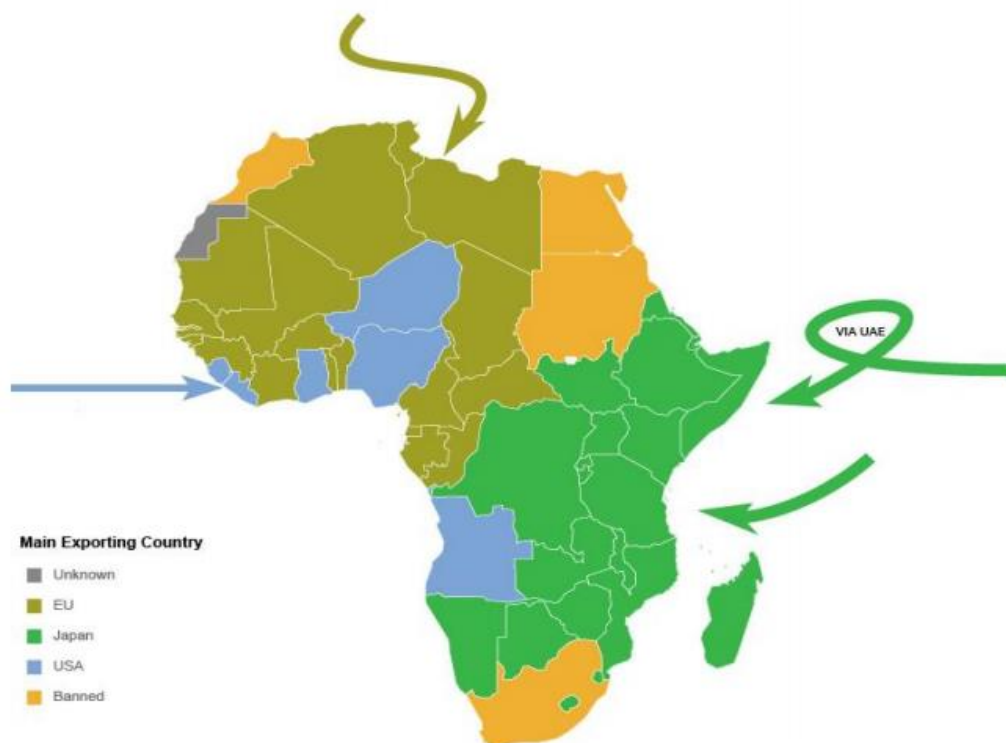 VIA UAE
Main Exporting Country
Unknown
EU
Japan
USA
Banned